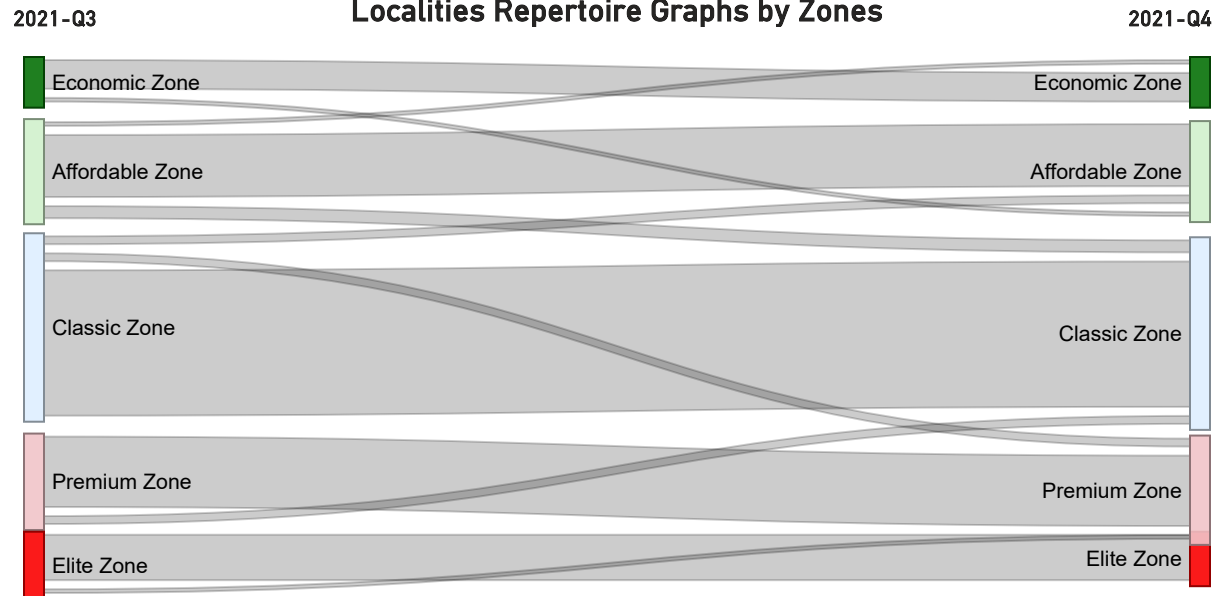 Localities Repertoire Graphs by Zones
2021-Q3
2021-Q4
Economic Zone
Economic Zone
Affordable Zone
Affordable Zone
Classic Zone
Classic Zone
Premium Zone
Premium Zone
Elite Zone
Elite Zone